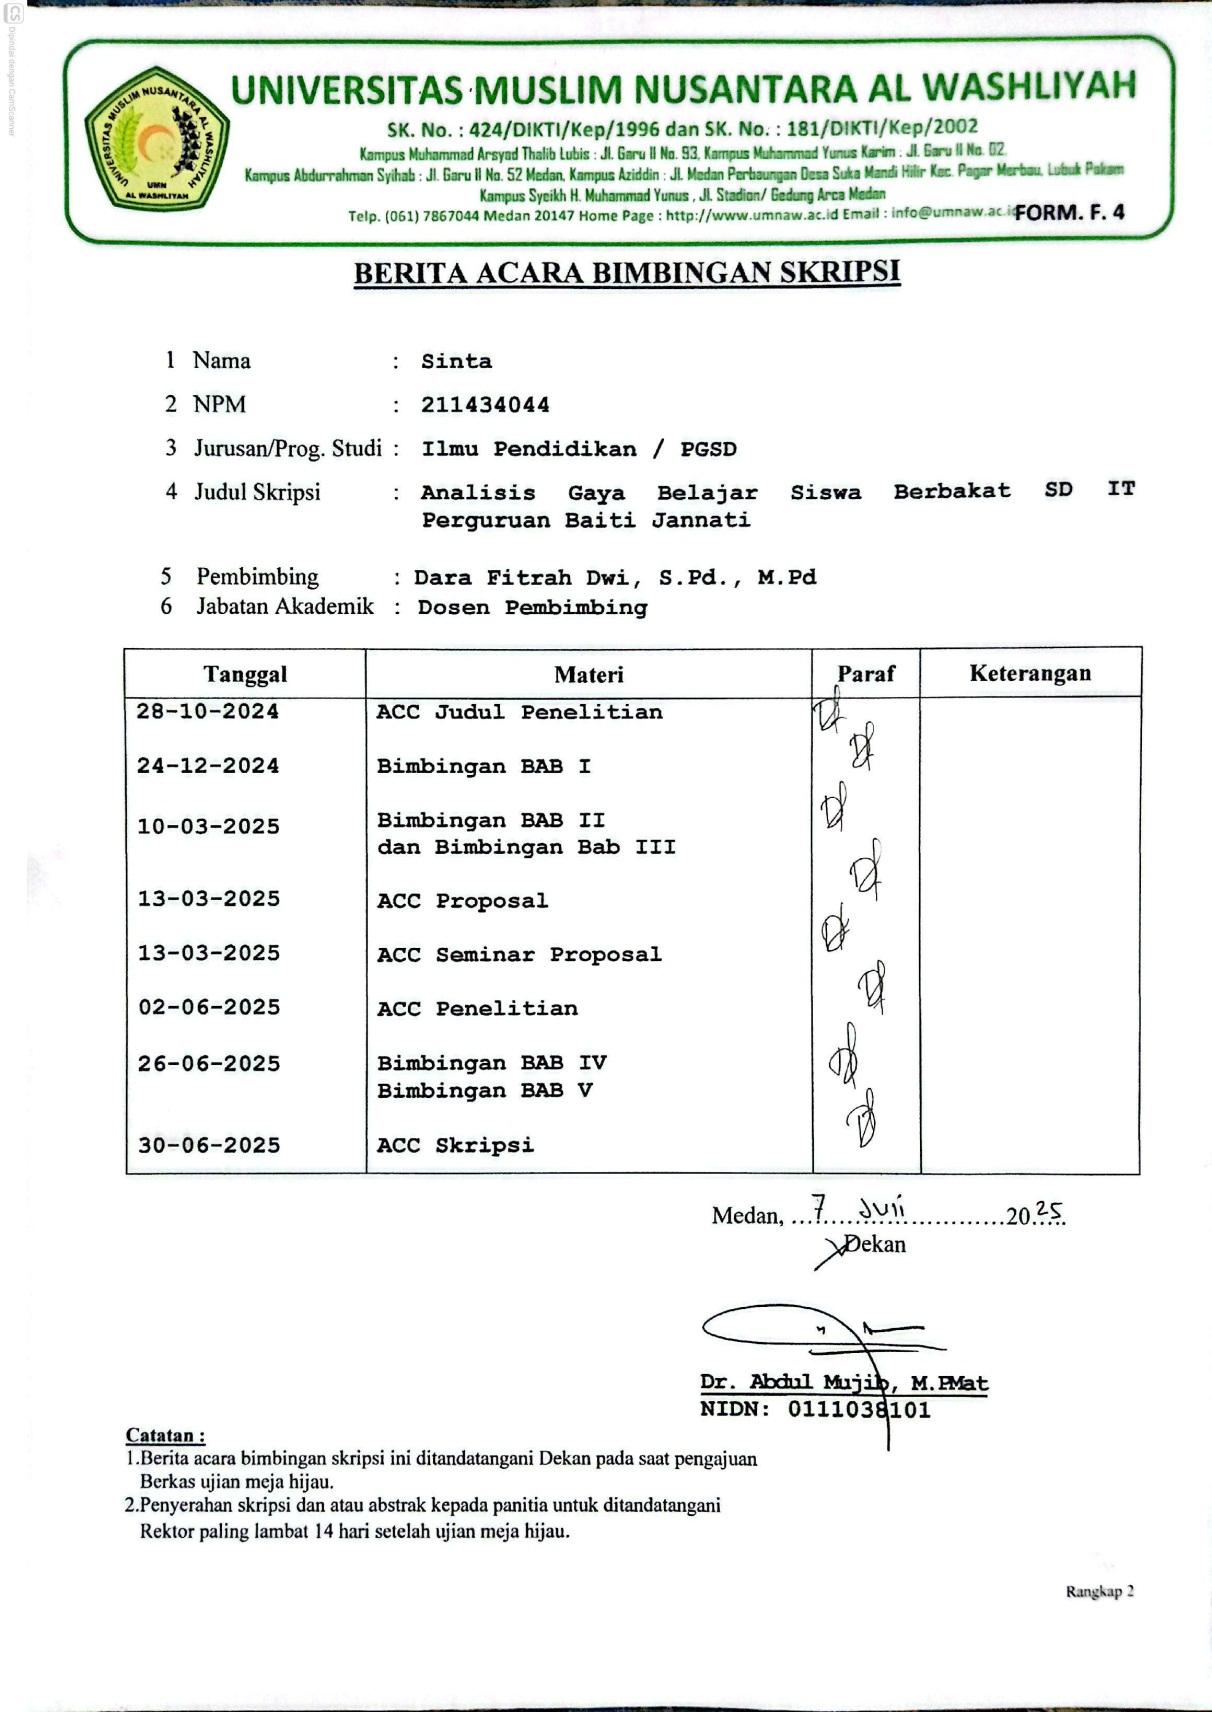 CS Dipindai dengan CamScanner
UNIVERSITAS MUSLIM NUSANTARA AL WASHLIYAH
UMN
AL WASHLIYAH
UNIVERSITAS MUSLIM NUSANTARA AL WASHLIYAH
SK. No. : 424/DIKTI/Kep/1996 dan SK. No. : 181/DIKTI/Kep/2002
Kampus Muhammad Arsyad Thalib Lubis : Jl. Garu II No. 93, Kampus Muhammad Yunus Karim : Jl. Garu II No. 02,
Kampus Abdurrahman Syihab : Jl. Garu II No. 52 Medan, Kampus Aziddin : Jl. Medan Perbaungan Desa Suka Mandi Hilir Kec. Pagar Merbau, Lubuk Pakam
Kampus Syeikh H. Muhammad Yunus , Jl. Stadion/ Gedung Arca Medan
Telp. (061) 7867044 Medan 20147 Home Page : http://www.umnaw.ac.id Email : info@umnaw.ac.id FORM. F. 4
BERITA ACARA BIMBINGAN SKRIPSI
1 Nama : Sinta
2 NPM : 211434044
3 Jurusan/Prog. Studi : Ilmu Pendidikan / PGSD
4 Judul Skripsi : Analisis Gaya Belajar Siswa Berbakat SD IT
Perguruan Baiti Jannati
5 Pembimbing : Dara Fitrah Dwi, S.Pd., M.Pd
6 Jabatan Akademik : Dosen Pembimbing
Tanggal Materi Paraf Keterangan
28-10-2024 ACC Judul Penelitian
24-12-2024 Bimbingan BAB I
10-03-2025 Bimbingan BAB II
dan Bimbingan Bab III
13-03-2025 ACC Proposal
13-03-2025 ACC Seminar Proposal
02-06-2025 ACC Penelitian
26-06-2025 Bimbingan BAB IV
Bimbingan BAB V
30-06-2025 ACC Skripsi
Medan, ...7 Juli ...2025
Dekan
Dr. Abdul Mujib, M.PMat
NIDN: 0111038101
Catatan :
1.Berita acara bimbingan skripsi ini ditandatangani Dekan pada saat pengajuan
Berkas ujian meja hijau.
2.Penyerahan skripsi dan atau abstrak kepada panitia untuk ditandatangani
Rektor paling lambat 14 hari setelah ujian meja hijau.
Rangkap 2